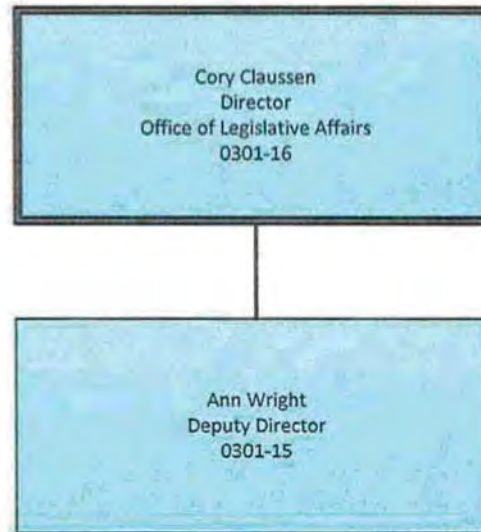 Cory Claussen
Director
Office of Legislative Affairs
0301-16
Ann Wright
Deputy Director
0301-15